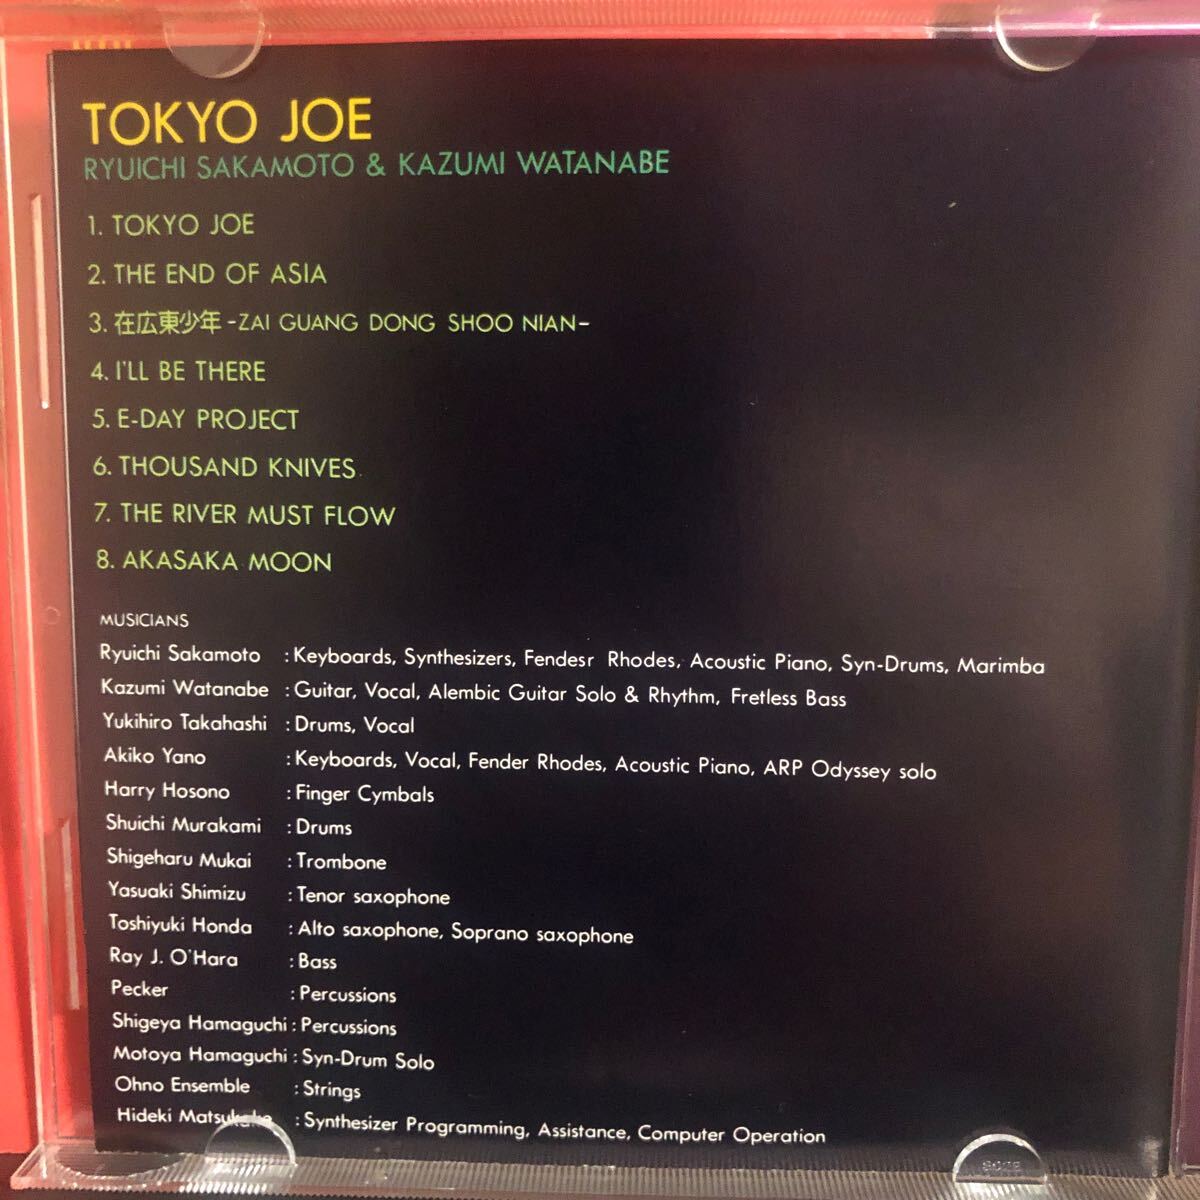 TOKYO JOE
RYUICHI SAKAMOTO & KAZUMI WATANABE
1. TOKYO JOE
2. THE END OF ASIA
3. 在広東少年 -ZAI GUANG DONG SHOO NIAN-
4. I'LL BE THERE
5. E-DAY PROJECT
6. THOUSAND KNIVES
7. THE RIVER MUST FLOW
8. AKASAKA MOON
MUSICIANS
Ryuichi Sakamoto : Keyboards, Synthesizers, Fendesr Rhodes, Acoustic Piano, Syn-Drums, Marimba
Kazumi Watanabe : Guitar, Vocal, Alembic Guitar Solo & Rhythm, Fretless Bass
Yukihiro Takahashi : Drums, Vocal
Akiko Yano : Keyboards, Vocal, Fender Rhodes, Acoustic Piano, ARP Odyssey solo
Harry Hosono : Finger Cymbals
Shuichi Murakami : Drums
Shigeharu Mukai : Trombone
Yasuaki Shimizu : Tenor saxophone
Toshiyuki Honda : Alto saxophone, Soprano saxophone
Ray J. O'Hara : Bass
Pecker : Percussions
Shigeya Hamaguchi : Percussions
Motoya Hamaguchi : Syn-Drum Solo
Ohno Ensemble : Strings
Hideki Matsutake : Synthesizer Programming, Assistance, Computer Operation